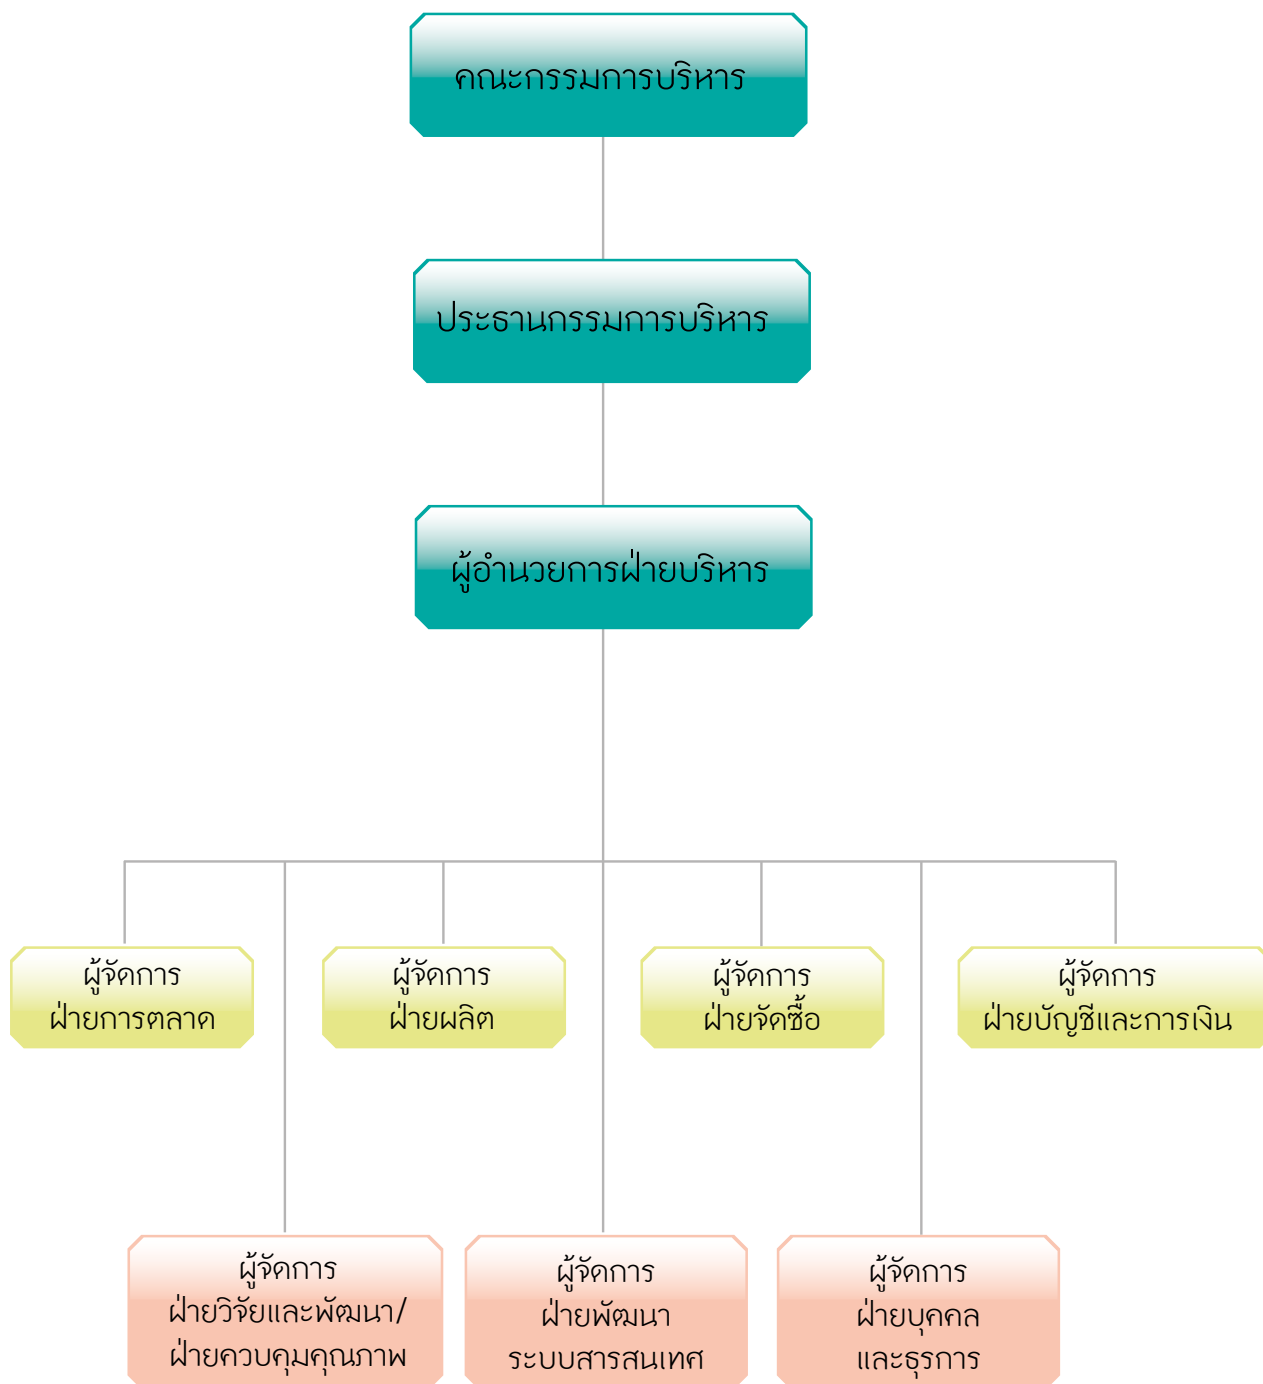 คณะกรรมการบริหาร
ประธานกรรมการบริหาร
ผู้อำนวยการฝ่ายบริหาร
ผู้จัดการ
ฝ่ายการตลาด
ผู้จัดการ
ฝ่ายผลิต
ผู้จัดการ
ฝ่ายจัดซื้อ
ผู้จัดการ
ฝ่ายบัญชีและการเงิน
ผู้จัดการ
ฝ่ายวิจัยและพัฒนา/
ฝ่ายควบคุมคุณภาพ
ผู้จัดการ
ฝ่ายพัฒนา
ระบบสารสนเทศ
ผู้จัดการ
ฝ่ายบุคคล
และธุรการ